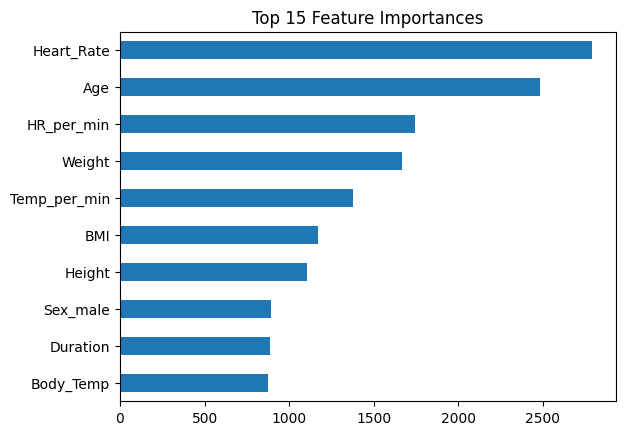 Top 15 Feature Importances
Heart_Rate
Age
HR_per_min
Weight
Temp_per_min
BMI
Height
Sex_male
Duration
Body_Temp
0 500 1000 1500 2000 2500